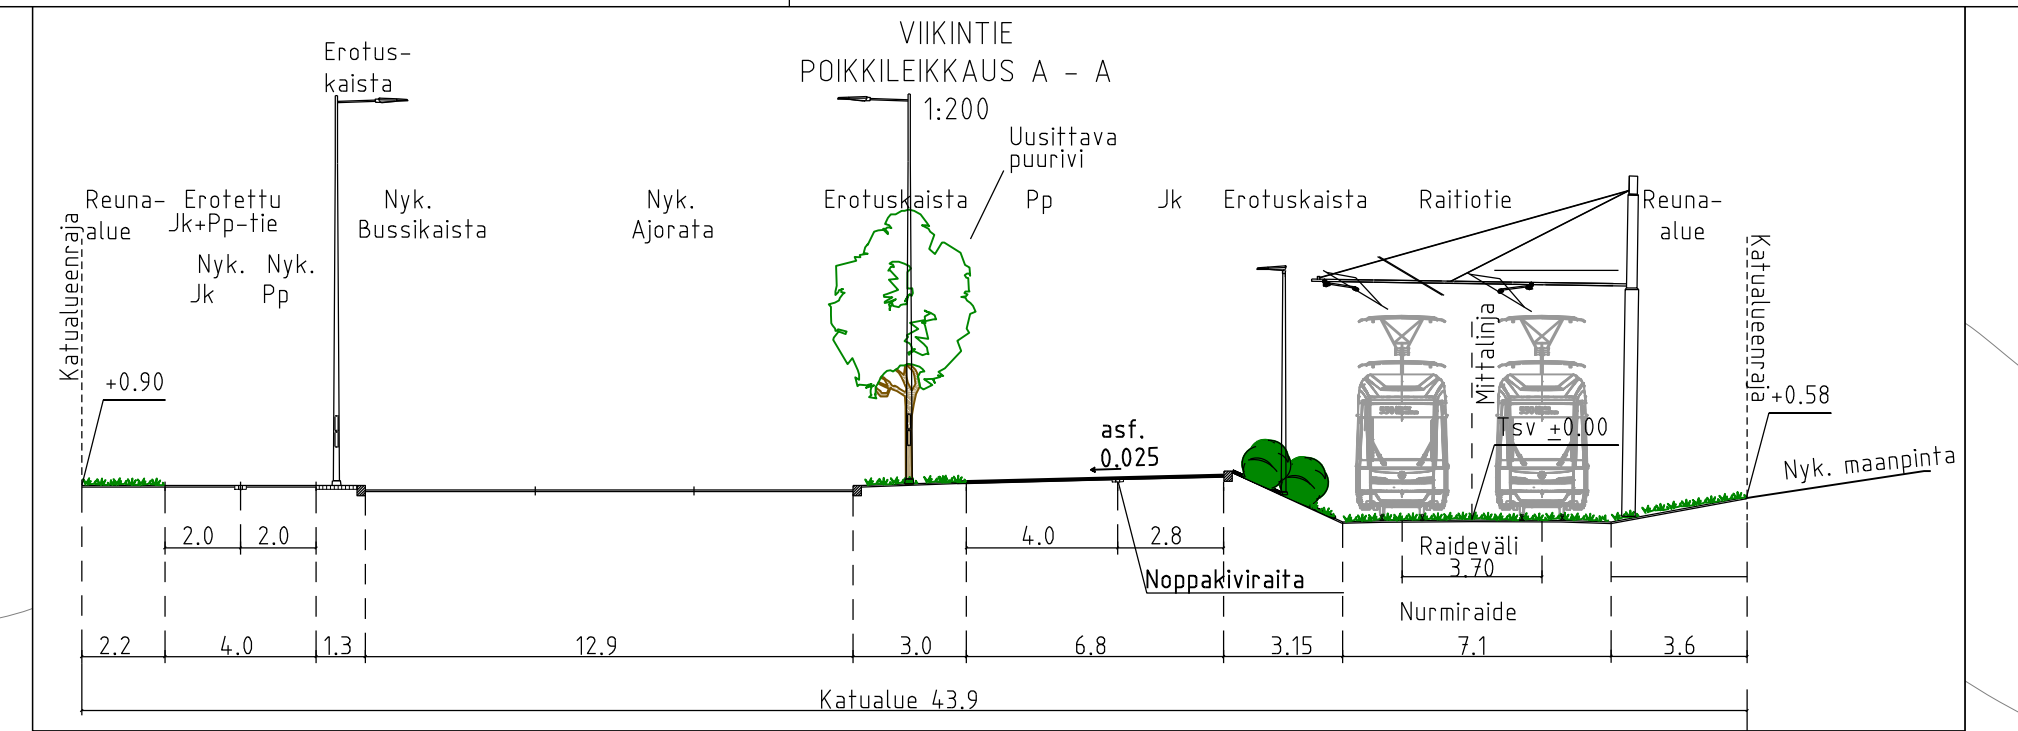 VIIKINTIE
POIKKILEIKKAUS A - A
1:200
Erotus-
kaista
Uusittava
puurivi
Reuna-
alue
Erotettu
Jk+Pp-tie
Nyk.
Jk
Nyk.
Pp
Nyk.
Bussikaista
Nyk.
Ajorata
Erotuskaista
Pp
Jk
Erotuskaista
Raitiotie
Reuna-
alue
Katualueenraja
Mittalinja
Katualueenraja
+0.90
+0.58
asf.
0.025
Tsv ±0.00
Nyk. maanpinta
2.0
2.0
4.0
2.8
Raideväli
3.70
Noppakiviraita
Nurmiraide
2.2
4.0
1.3
12.9
3.0
6.8
3.15
7.1
3.6
Katualue 43.9